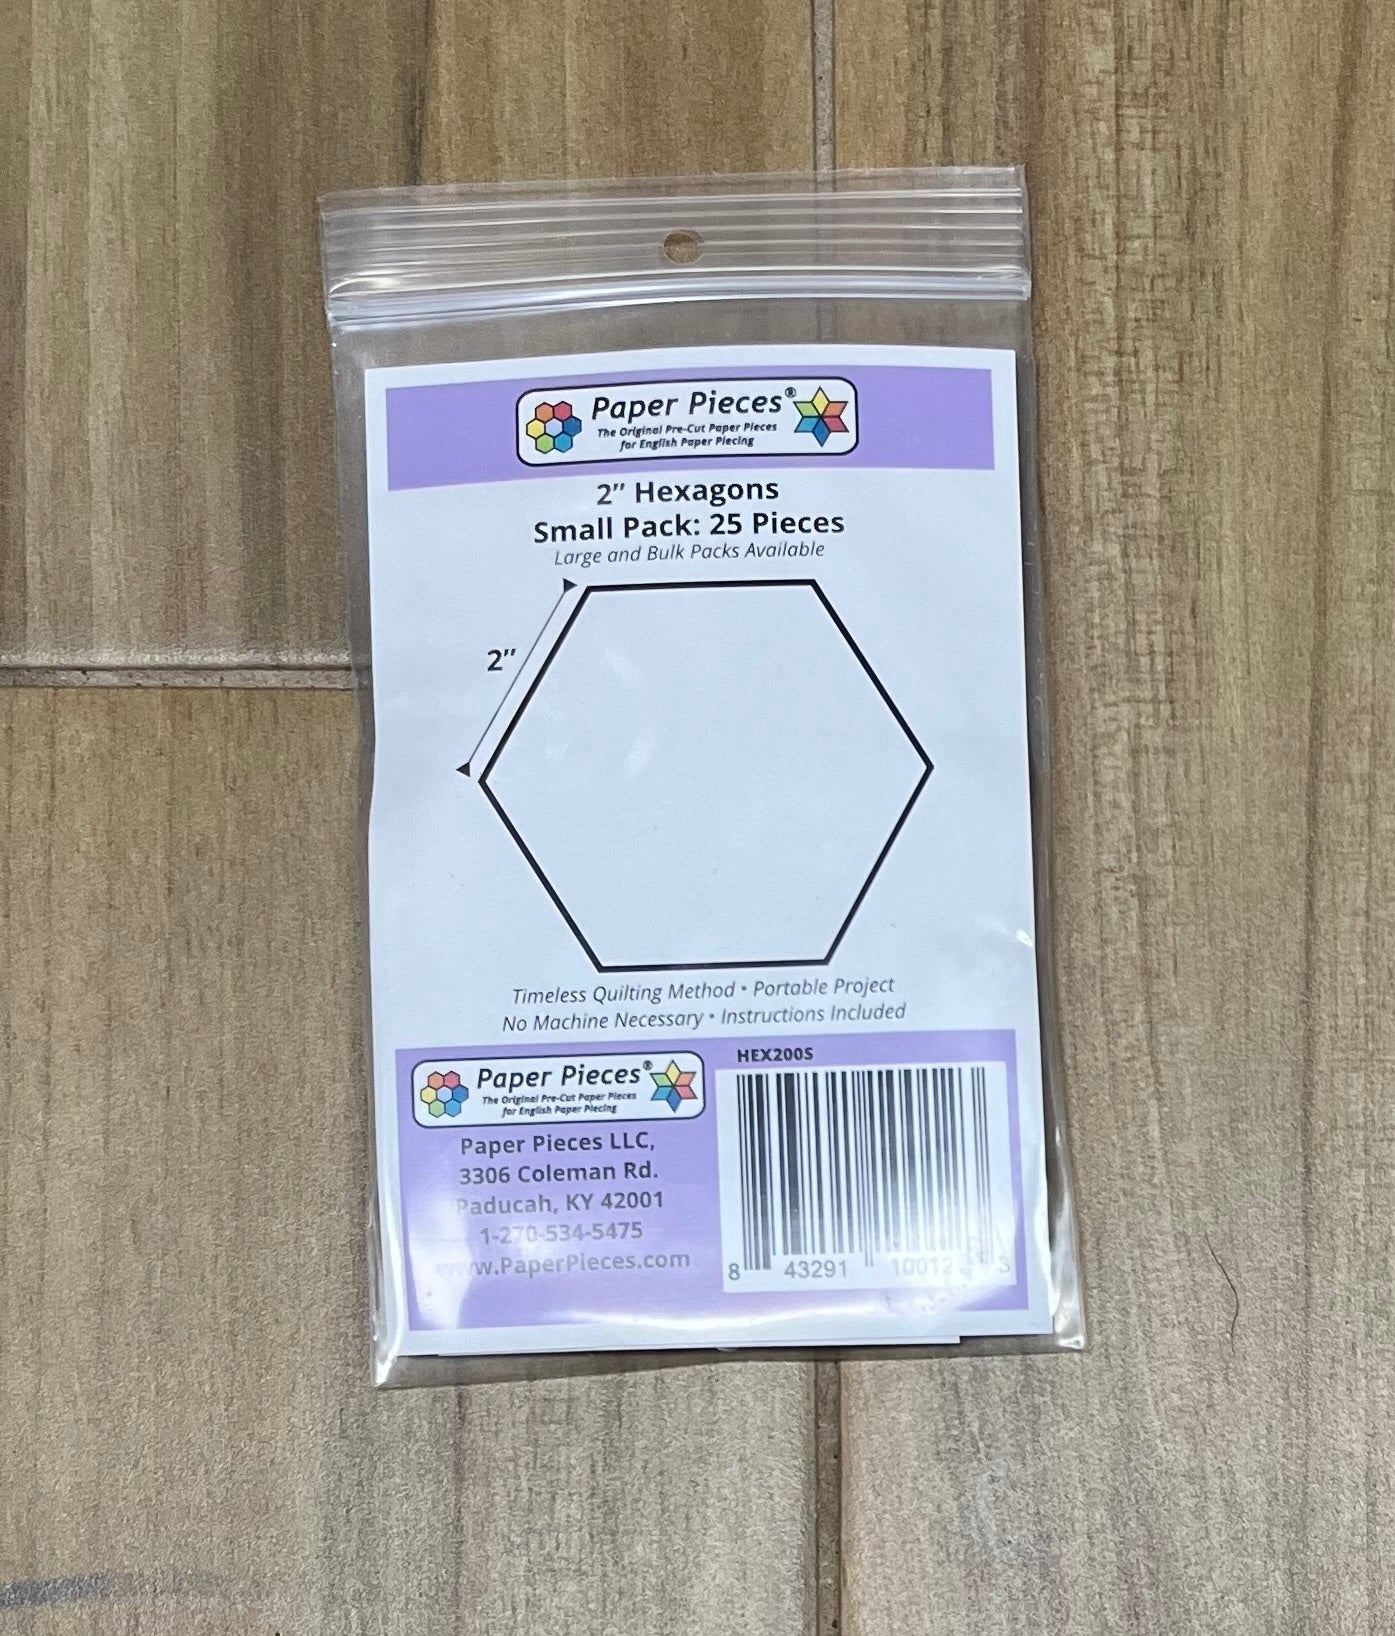 Paper Pieces®
The Original Pre-Cut Paper Pieces
for English Paper Piecing
2" Hexagons
Small Pack: 25 Pieces
Large and Bulk Packs Available
2"
Timeless Quilting Method • Portable Project
No Machine Necessary • Instructions Included
Paper Pieces®
The Original Pre-Cut Paper Pieces
for English Paper Piecing
Paper Pieces LLC,
3306 Coleman Rd.
Paducah, KY 42001
1-270-534-5475
www.PaperPieces.com
HEX200S
8 43291 10012 3